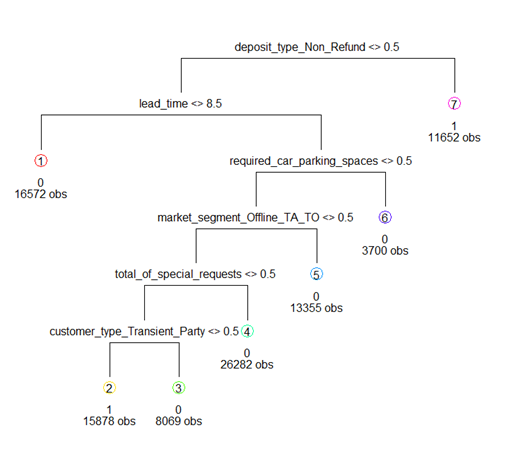 deposit_type_Non_Refund <> 0.5
lead_time <> 8.5
7
1
11652 obs
1
0
16572 obs
required_car_parking_spaces <> 0.5
market_segment_Offline_TA_TO <> 0.5
6
0
3700 obs
total_of_special_requests <> 0.5
5
0
13355 obs
customer_type_Transient_Party <> 0.5
4
0
26282 obs
2
1
15878 obs
3
0
8069 obs